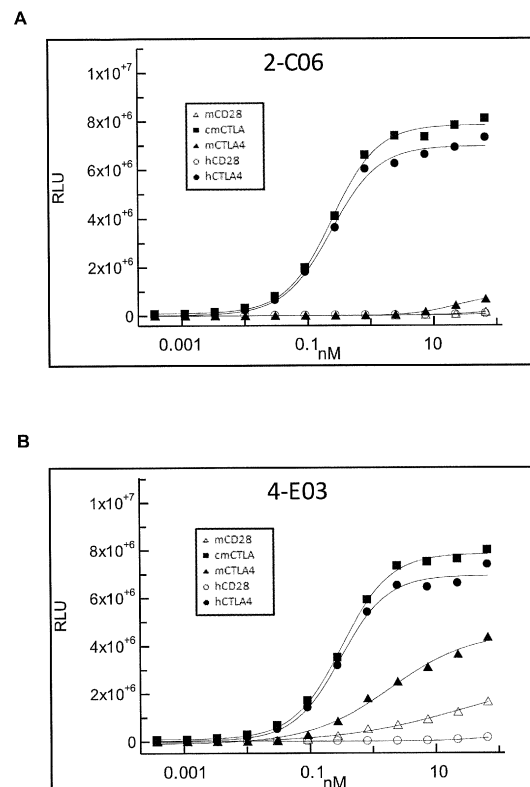 A
2-C06
1x10+7
8x10+6
6x10+6
4x10+6
2x10+6
0
RLU
mCD28
cmCTLA
mCTLA4
hCD28
hCTLA4
0.001
0.1
10
nM
B
4-E03
1x10+7
8x10+6
6x10+6
4x10+6
2x10+6
0
RLU
mCD28
cmCTLA
mCTLA4
hCD28
hCTLA4
0.001
0.1
10
nM